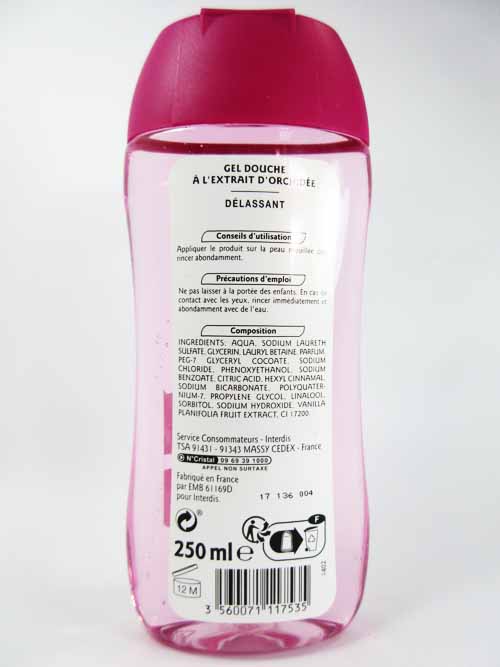 GEL DOUCHE
À L'EXTRAIT D'ORCHIDÉE
DÉLASSANT
Conseils d'utilisation
Appliquer le produit sur la peau mouillée
rincer abondamment.
Précautions d'emploi
Ne pas laisser à la portée des enfants. En cas de
contact avec les yeux, rincer immédiatement et
abondamment avec de l'eau.
Composition
INGREDIENTS: AQUA, SODIUM LAURETH
SULFATE, GLYCERIN, LAURYL BETAINE, PARFUM,
PEG-7 GLYCERYL COCOATE, SODIUM
CHLORIDE, PHENOXYETHANOL, SODIUM
BENZOATE, CITRIC ACID, HEXYL CINNAMAL,
SODIUM BICARBONATE, POLYQUATER-
NIUM-7, PROPYLENE GLYCOL, LINALOOL,
SORBITOL, SODIUM HYDROXIDE, VANILLA
PLANIFOLIA FRUIT EXTRACT, CI 17200.
Service Consommateurs - Interdis
TSA 91431 - 91343 MASSY CEDEX - France
N°Cristal 09 69 39 7000
APPEL NON SURTAXE
Fabriqué en France
par EMB 61169D
pour Interdis.
17 136 004
®
F
250 ml e
1402
12 M
3 560071 117535